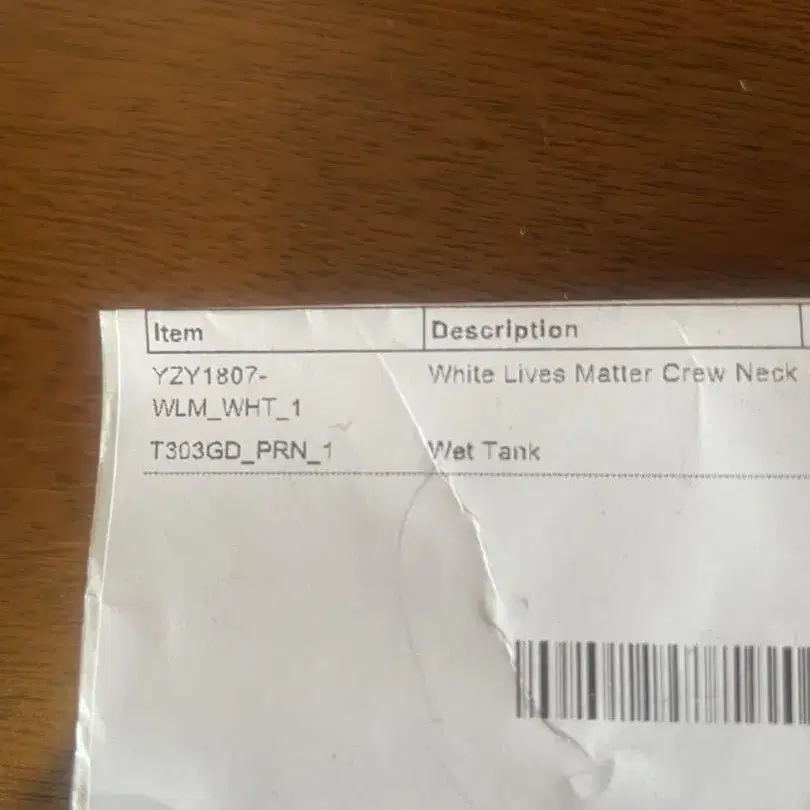 Item Description
YZY1807- White Lives Matter Crew Neck
WLM_WHT_1
T303GD_PRN_1 Wet Tank